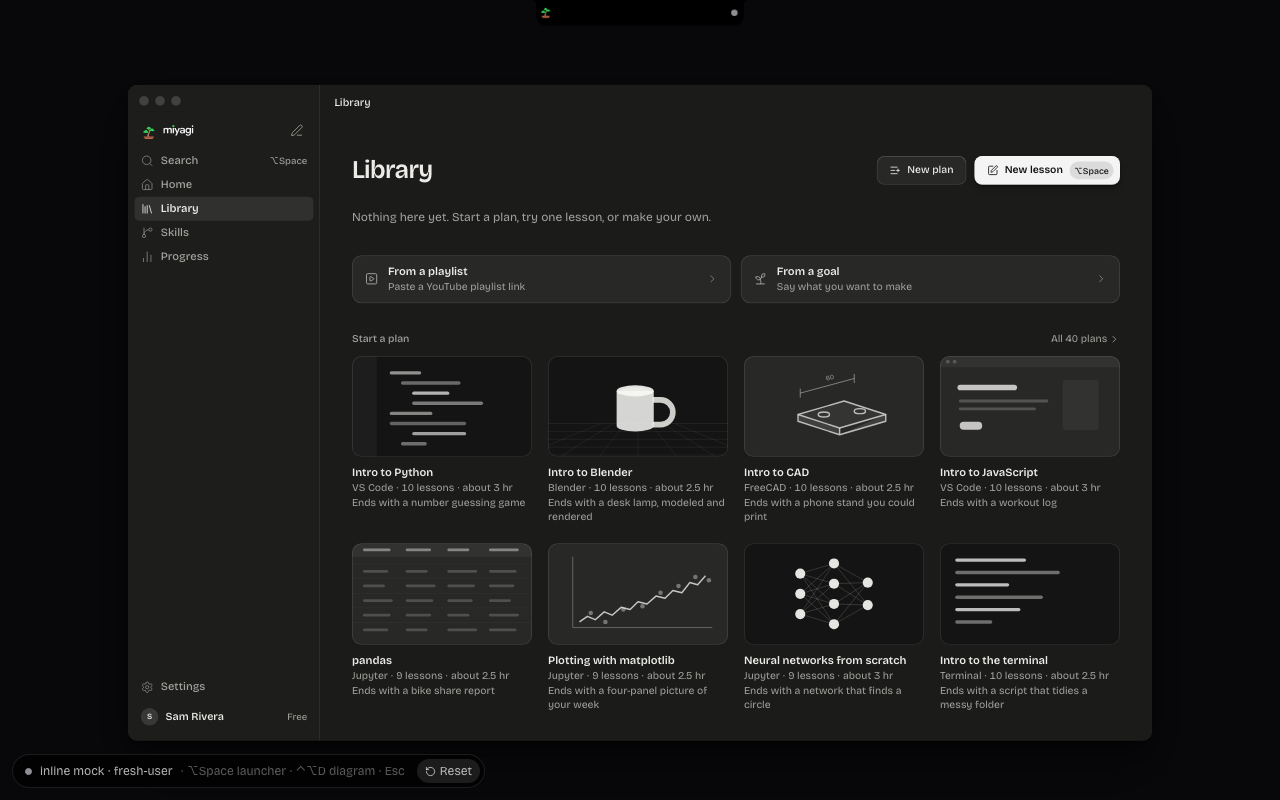 miyagi
Search ⌥Space
Home
Library
Skills
Progress
Settings
S Sam Rivera Free
Library
Library
New plan
New lesson ⌥Space
Nothing here yet. Start a plan, try one lesson, or make your own.
From a playlist
Paste a YouTube playlist link
From a goal
Say what you want to make
Start a plan
All 40 plans
60
Intro to Python
VS Code · 10 lessons · about 3 hr
Ends with a number guessing game
Intro to Blender
Blender · 10 lessons · about 2.5 hr
Ends with a desk lamp, modeled and
rendered
Intro to CAD
FreeCAD · 10 lessons · about 2.5 hr
Ends with a phone stand you could
print
Intro to JavaScript
VS Code · 10 lessons · about 3 hr
Ends with a workout log
pandas
Jupyter · 9 lessons · about 2.5 hr
Ends with a bike share report
Plotting with matplotlib
Jupyter · 9 lessons · about 2.5 hr
Ends with a four-panel picture of
your week
Neural networks from scratch
Jupyter · 9 lessons · about 3 hr
Ends with a network that finds a
circle
Intro to the terminal
Terminal · 10 lessons · about 2.5 hr
Ends with a script that tidies a
messy folder
inline mock · fresh-user · ⌥Space launcher · ⌃⌥D diagram · Esc
Reset